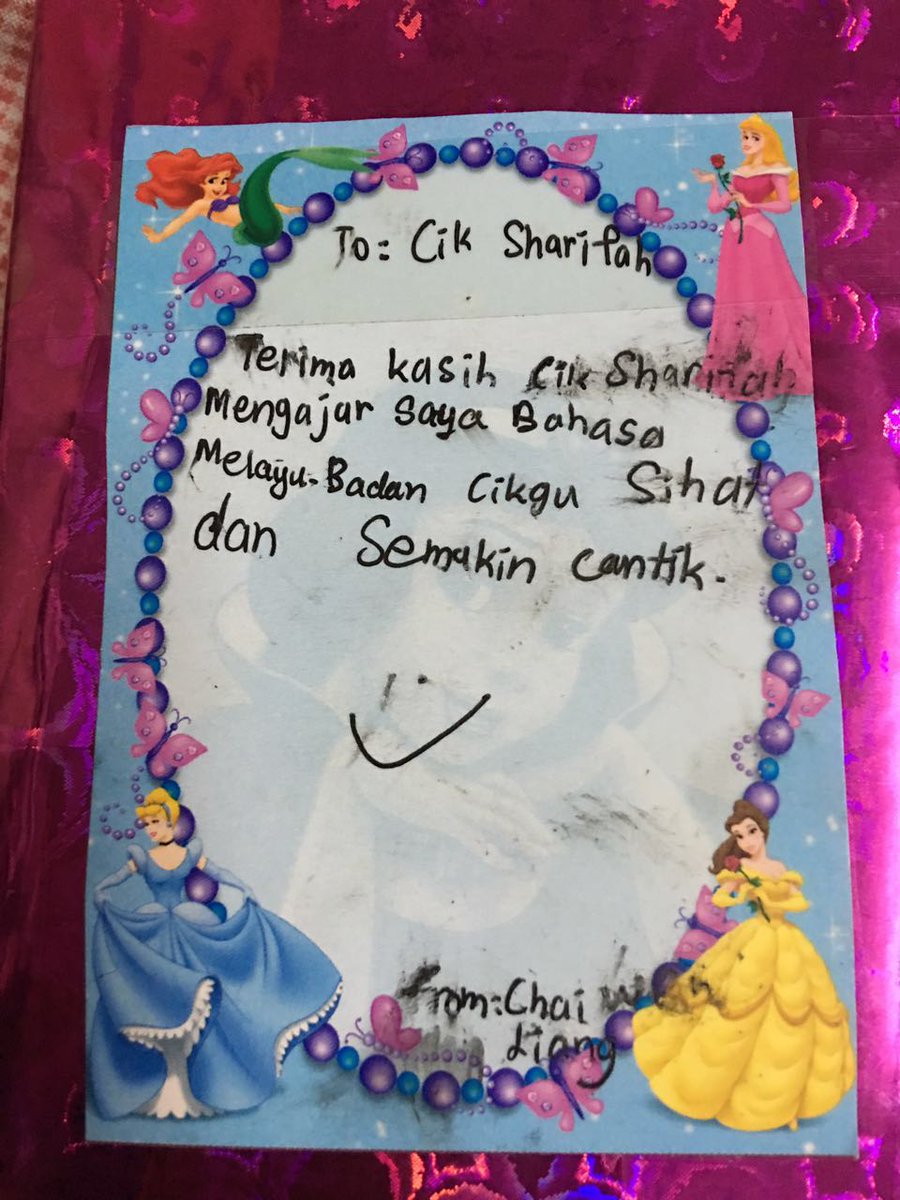 To: Cik Sharifah
Terima kasih Cik Sharifah
Mengajar saya Bahasa
Melayu. Badan Cikgu Sihat
dan Semakin cantik.
From: Chai
Liang